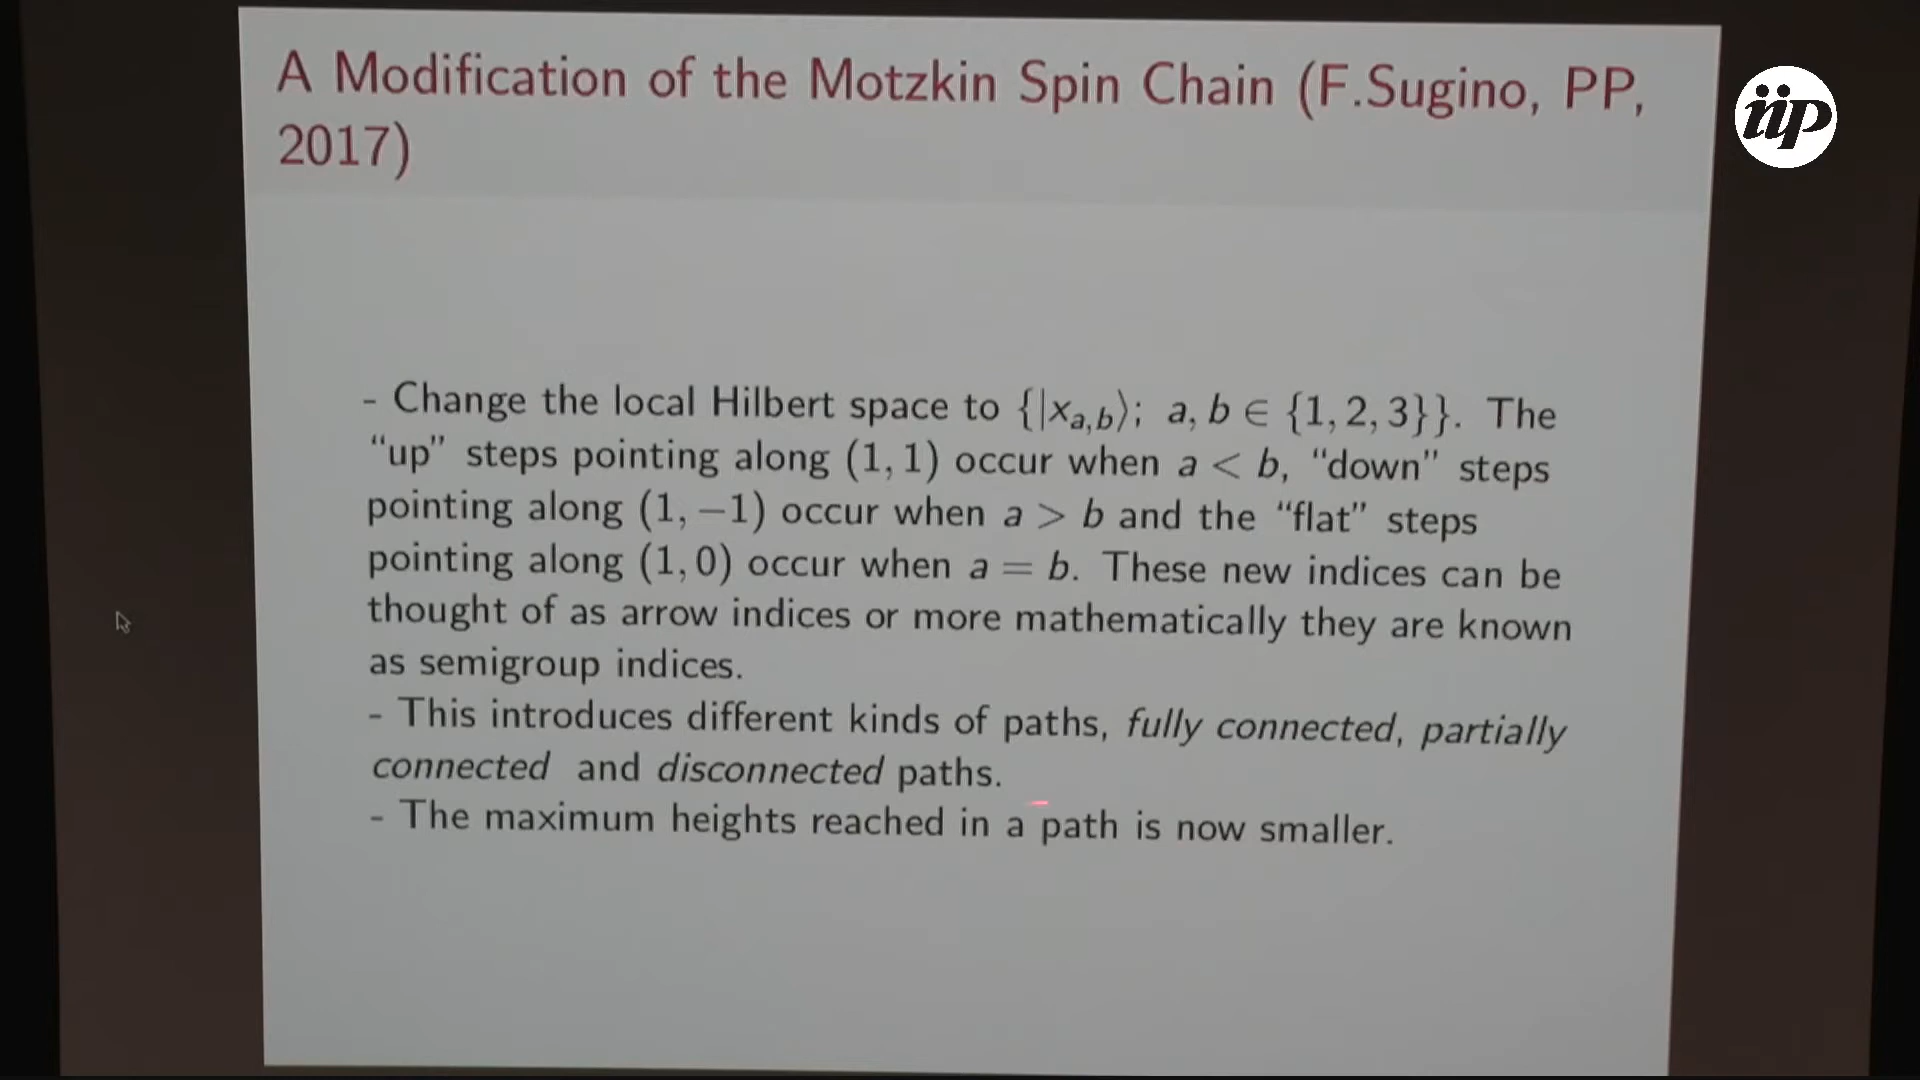 A Modification of the Motzkin Spin Chain (F.Sugino, PP,
2017)
iip
- Change the local Hilbert space to {|x_{a,b}⟩; a, b ∈ {1, 2, 3}}. The
“up” steps pointing along (1, 1) occur when a < b, “down” steps
pointing along (1, −1) occur when a > b and the “flat” steps
pointing along (1, 0) occur when a = b. These new indices can be
thought of as arrow indices or more mathematically they are known
as semigroup indices.
- This introduces different kinds of paths, fully connected, partially
connected and disconnected paths.
- The maximum heights reached in a path is now smaller.